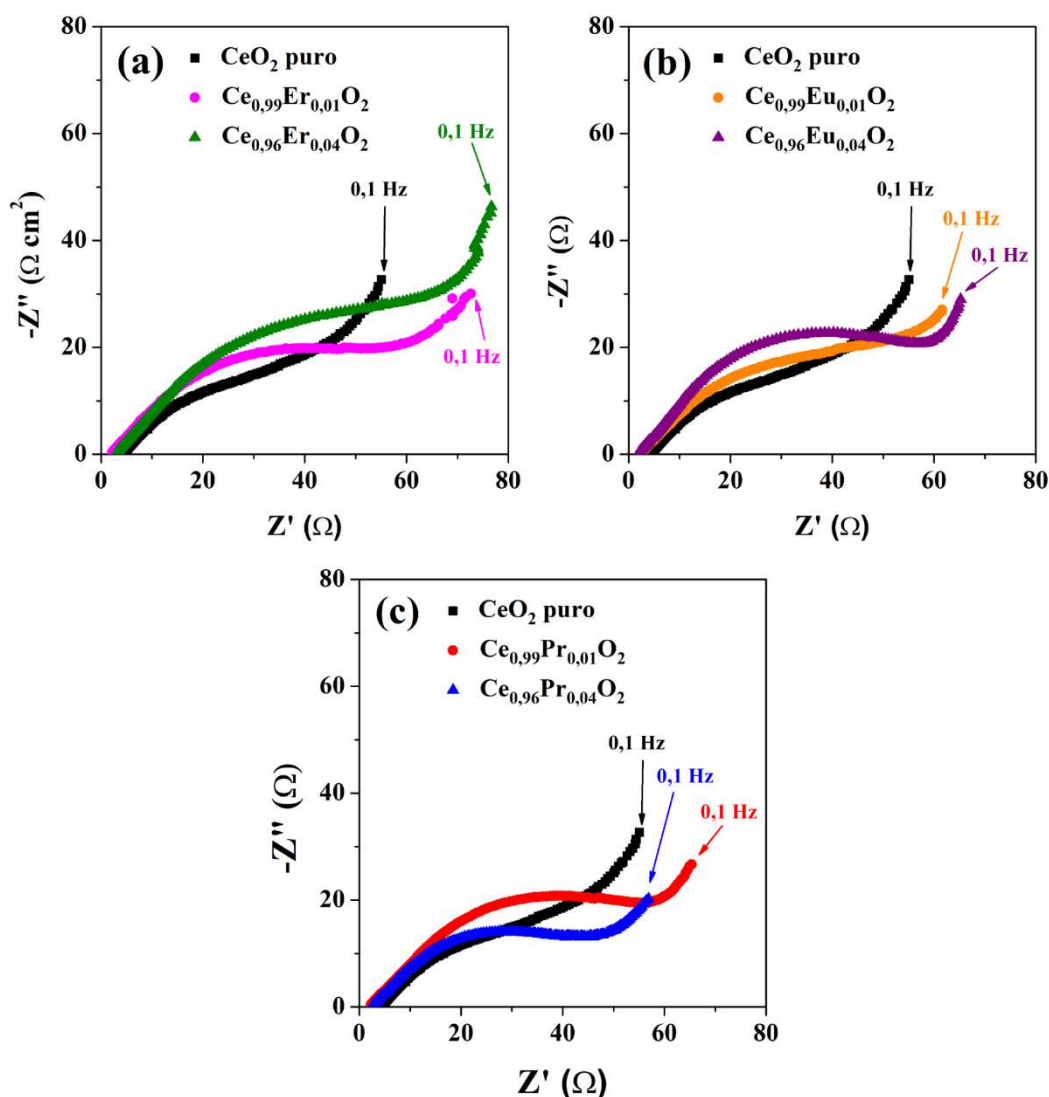 (a)
CeO₂ puro
Ce₀,₉₉Er₀,₀₁O₂
Ce₀,₉₆Er₀,₀₄O₂
0,1 Hz
0,1 Hz
0,1 Hz
80
60
40
20
0
-Z'' (Ω cm²)
0 20 40 60 80
Z' (Ω)
(b)
CeO₂ puro
Ce₀,₉₉Eu₀,₀₁O₂
Ce₀,₉₆Eu₀,₀₄O₂
0,1 Hz
0,1 Hz
0,1 Hz
80
60
40
20
0
-Z'' (Ω)
0 20 40 60 80
Z' (Ω)
(c)
CeO₂ puro
Ce₀,₉₉Pr₀,₀₁O₂
Ce₀,₉₆Pr₀,₀₄O₂
0,1 Hz
0,1 Hz
0,1 Hz
80
60
40
20
0
-Z'' (Ω)
0 20 40 60 80
Z' (Ω)